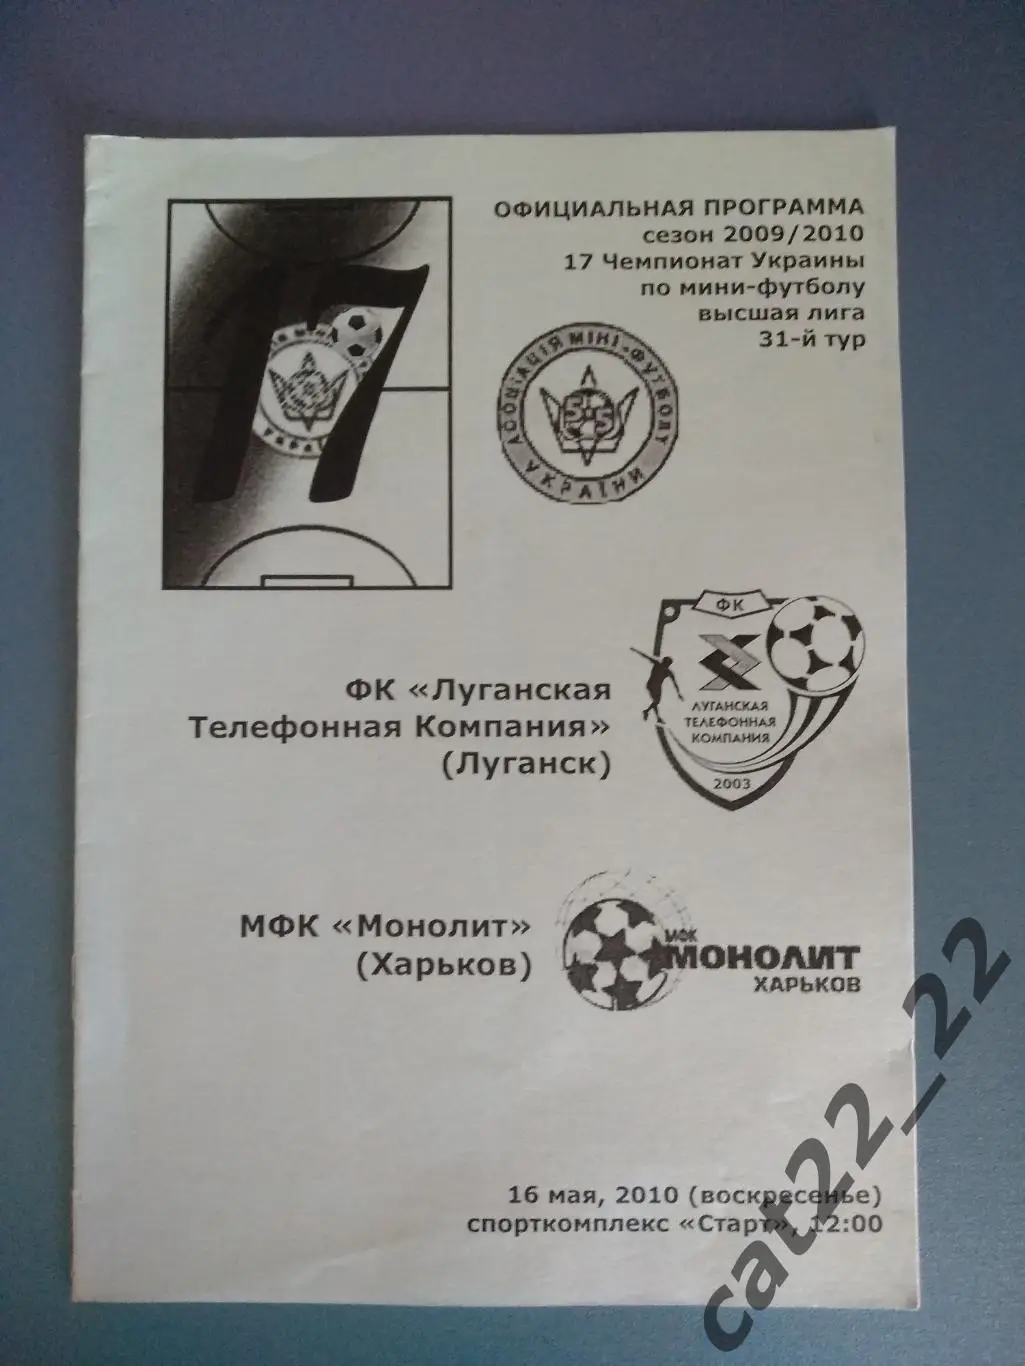 ОФИЦИАЛЬНАЯ ПРОГРАММА
сезон 2009/2010
17 Чемпионат Украины
по мини-футболу
высшая лига
31-й тур
17
АСОЦІАЦІЯ МІНІ-ФУТБОЛУ
УКРАЇНИ
ФК «Луганская
Телефонная Компания»
(Луганск)
ФК
ЛУГАНСКАЯ
ТЕЛЕФОННАЯ
КОМПАНИЯ
2003
МФК «Монолит»
(Харьков)
МФК
МОНОЛИТ
ХАРЬКОВ
16 мая, 2010 (воскресенье)
спорткомплекс «Старт», 12:00
cat22_22